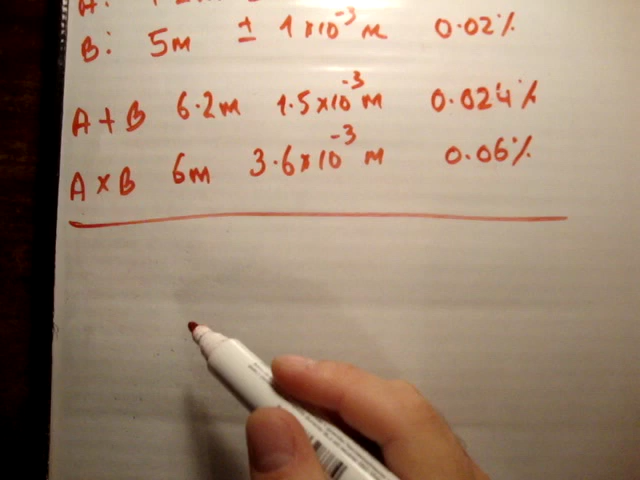 A:
B: 5m ± 1×10⁻³ m 0.02%
A + B 6.2m 1.5×10⁻³ m 0.024%
A × B 6m 3.6×10⁻³ m 0.06%